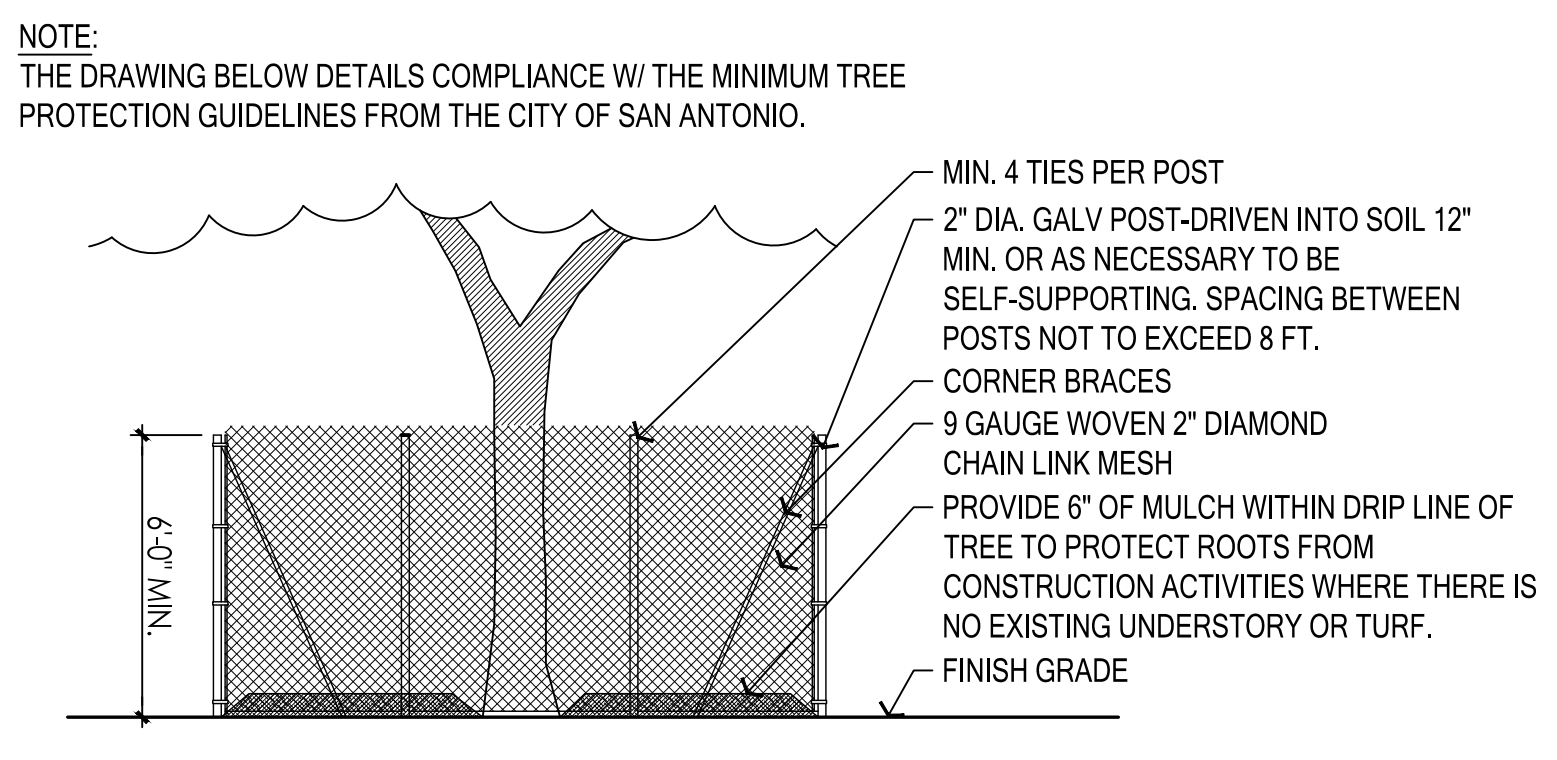 NOTE:
THE DRAWING BELOW DETAILS COMPLIANCE W/ THE MINIMUM TREE
PROTECTION GUIDELINES FROM THE CITY OF SAN ANTONIO.
MIN. 4 TIES PER POST
2" DIA. GALV POST-DRIVEN INTO SOIL 12"
MIN. OR AS NECESSARY TO BE
SELF-SUPPORTING. SPACING BETWEEN
POSTS NOT TO EXCEED 8 FT.
CORNER BRACES
9 GAUGE WOVEN 2" DIAMOND
CHAIN LINK MESH
PROVIDE 6" OF MULCH WITHIN DRIP LINE OF
TREE TO PROTECT ROOTS FROM
CONSTRUCTION ACTIVITIES WHERE THERE IS
NO EXISTING UNDERSTORY OR TURF.
FINISH GRADE
6'-0" MIN.